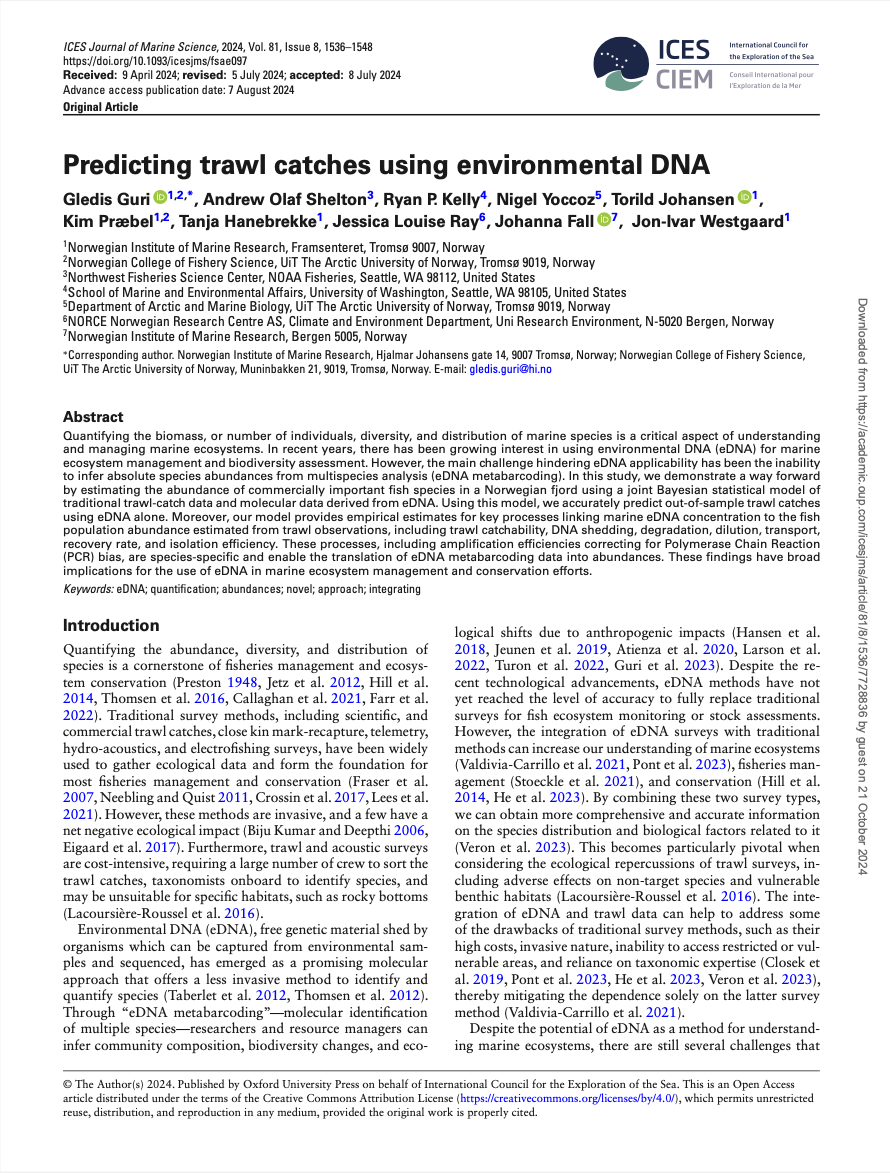 ICES Journal of Marine Science, 2024, Vol. 81, Issue 8, 1536–1548
https://doi.org/10.1093/icesjms/fsae097
Received: 9 April 2024; revised: 5 July 2024; accepted: 8 July 2024
Advance access publication date: 7 August 2024
Original Article
ICES
CIEM
International Council for
the Exploration of the Sea
Conseil International pour
l'Exploration de la Mer
Predicting trawl catches using environmental DNA
Gledis Guri 1,2,*, Andrew Olaf Shelton3, Ryan P. Kelly4, Nigel Yoccoz5, Torild Johansen 1,
Kim Præbel1,2, Tanja Hanebrekke1, Jessica Louise Ray6, Johanna Fall 7, Jon-Ivar Westgaard1
1Norwegian Institute of Marine Research, Framsenteret, Tromsø 9007, Norway
2Norwegian College of Fishery Science, UiT The Arctic University of Norway, Tromsø 9019, Norway
3Northwest Fisheries Science Center, NOAA Fisheries, Seattle, WA 98112, United States
4School of Marine and Environmental Affairs, University of Washington, Seattle, WA 98105, United States
5Department of Arctic and Marine Biology, UiT The Arctic University of Norway, Tromsø 9019, Norway
6NORCE Norwegian Research Centre AS, Climate and Environment Department, Uni Research Environment, N-5020 Bergen, Norway
7Norwegian Institute of Marine Research, Bergen 5005, Norway
*Corresponding author. Norwegian Institute of Marine Research, Hjalmar Johansens gate 14, 9007 Tromsø, Norway; Norwegian College of Fishery Science,
UiT The Arctic University of Norway, Muninbakken 21, 9019, Tromsø, Norway. E-mail: gledis.guri@hi.no
Abstract
Quantifying the biomass, or number of individuals, diversity, and distribution of marine species is a critical aspect of understanding
and managing marine ecosystems. In recent years, there has been growing interest in using environmental DNA (eDNA) for marine
ecosystem management and biodiversity assessment. However, the main challenge hindering eDNA applicability has been the inability
to infer absolute species abundances from multispecies analysis (eDNA metabarcoding). In this study, we demonstrate a way forward
by estimating the abundance of commercially important fish species in a Norwegian fjord using a joint Bayesian statistical model of
traditional trawl-catch data and molecular data derived from eDNA. Using this model, we accurately predict out-of-sample trawl catches
using eDNA alone. Moreover, our model provides empirical estimates for key processes linking marine eDNA concentration to the fish
population abundance estimated from trawl observations, including trawl catchability, DNA shedding, degradation, dilution, transport,
recovery rate, and isolation efficiency. These processes, including amplification efficiencies correcting for Polymerase Chain Reaction
(PCR) bias, are species-specific and enable the translation of eDNA metabarcoding data into abundances. These findings have broad
implications for the use of eDNA in marine ecosystem management and conservation efforts.
Keywords: eDNA; quantification; abundances; novel; approach; integrating
Introduction
Quantifying the abundance, diversity, and distribution of
species is a cornerstone of fisheries management and ecosys-
tem conservation (Preston 1948, Jetz et al. 2012, Hill et al.
2014, Thomsen et al. 2016, Callaghan et al. 2021, Farr et al.
2022). Traditional survey methods, including scientific, and
commercial trawl catches, close kin mark-recapture, telemetry,
hydro-acoustics, and electrofishing surveys, have been widely
used to gather ecological data and form the foundation for
most fisheries management and conservation (Fraser et al.
2007, Neebling and Quist 2011, Crossin et al. 2017, Lees et al.
2021). However, these methods are invasive, and a few have a
net negative ecological impact (Biju Kumar and Deepthi 2006,
Eigaard et al. 2017). Furthermore, trawl and acoustic surveys
are cost-intensive, requiring a large number of crew to sort the
trawl catches, taxonomists onboard to identify species, and
may be unsuitable for specific habitats, such as rocky bottoms
(Lacoursière-Roussel et al. 2016).
Environmental DNA (eDNA), free genetic material shed by
organisms which can be captured from environmental sam-
ples and sequenced, has emerged as a promising molecular
approach that offers a less invasive method to identify and
quantify species (Taberlet et al. 2012, Thomsen et al. 2012).
Through “eDNA metabarcoding”—molecular identification
of multiple species—researchers and resource managers can
infer community composition, biodiversity changes, and eco-
logical shifts due to anthropogenic impacts (Hansen et al.
2018, Jeunen et al. 2019, Atienza et al. 2020, Larson et al.
2022, Turon et al. 2022, Guri et al. 2023). Despite the re-
cent technological advancements, eDNA methods have not
yet reached the level of accuracy to fully replace traditional
surveys for fish ecosystem monitoring or stock assessments.
However, the integration of eDNA surveys with traditional
methods can increase our understanding of marine ecosystems
(Valdivia-Carrillo et al. 2021, Pont et al. 2023), fisheries man-
agement (Stoeckle et al. 2021), and conservation (Hill et al.
2014, He et al. 2023). By combining these two survey types,
we can obtain more comprehensive and accurate information
on the species distribution and biological factors related to it
(Veron et al. 2023). This becomes particularly pivotal when
considering the ecological repercussions of trawl surveys, in-
cluding adverse effects on non-target species and vulnerable
benthic habitats (Lacoursière-Roussel et al. 2016). The inte-
gration of eDNA and trawl data can help to address some
of the drawbacks of traditional survey methods, such as their
high costs, invasive nature, inability to access restricted or vul-
nerable areas, and reliance on taxonomic expertise (Closek et
al. 2019, Pont et al. 2023, He et al. 2023, Veron et al. 2023),
thereby mitigating the dependence solely on the latter survey
method (Valdivia-Carrillo et al. 2021).
Despite the potential of eDNA as a method for understand-
ing marine ecosystems, there are still several challenges that
© The Author(s) 2024. Published by Oxford University Press on behalf of International Council for the Exploration of the Sea. This is an Open Access
article distributed under the terms of the Creative Commons Attribution License (https://creativecommons.org/licenses/by/4.0/), which permits unrestricted
reuse, distribution, and reproduction in any medium, provided the original work is properly cited.
Downloaded from https://academic.oup.com/icesjms/article/81/8/1536/7728836 by guest on 21 October 2024